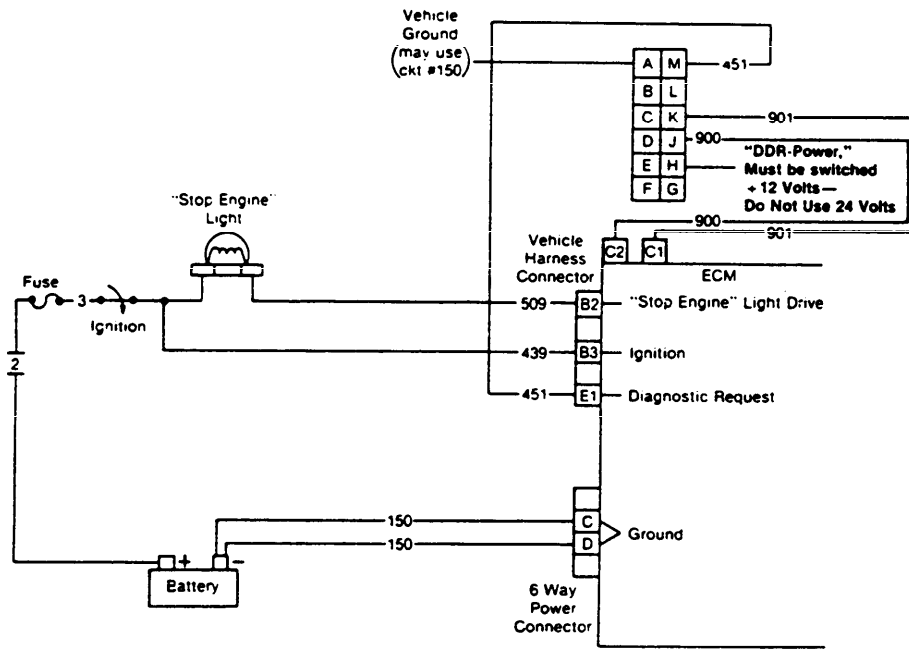 Vehicle
Ground
(may use
ckt #150)
A M 451
B L
C K 901
D J 900
E H
F G
"DDR-Power,"
Must be switched
+ 12 Volts—
Do Not Use 24 Volts
900
901
"Stop Engine"
Light
Vehicle
Harness
Connector
C2 C1
ECM
Fuse
3
Ignition
509 B2 "Stop Engine" Light Drive
2
439 B3 Ignition
451 E1 Diagnostic Request
150 C
Ground
150 D
+ -
Battery
6 Way
Power
Connector